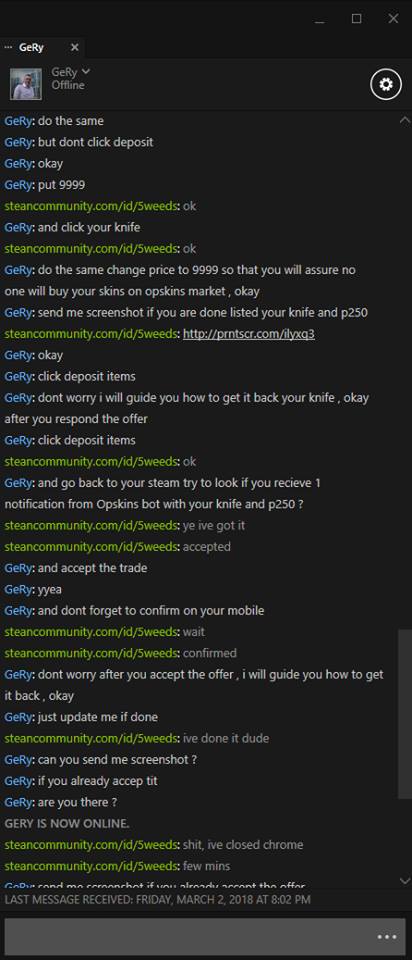 GeRy
GeRy
Offline
GeRy: do the same
GeRy: but dont click deposit
GeRy: okay
GeRy: put 9999
steancommunity.com/id/5weeds: ok
GeRy: and click your knife
steancommunity.com/id/5weeds: ok
GeRy: do the same change price to 9999 so that you will assure no
one will buy your skins on opskins market , okay
GeRy: send me screenshot if you are done listed your knife and p250
steancommunity.com/id/5weeds: http://prntscr.com/ilyxq3
GeRy: okay
GeRy: click deposit items
GeRy: dont worry i will guide you how to get it back your knife , okay
after you respond the offer
GeRy: click deposit items
steancommunity.com/id/5weeds: ok
GeRy: and go back to your steam try to look if you recieve 1
notification from Opskins bot with your knife and p250 ?
steancommunity.com/id/5weeds: ye ive got it
steancommunity.com/id/5weeds: accepted
GeRy: and accept the trade
GeRy: yyea
GeRy: and dont forget to confirm on your mobile
steancommunity.com/id/5weeds: wait
steancommunity.com/id/5weeds: confirmed
GeRy: dont worry after you accept the offer , i will guide you how to get
it back , okay
GeRy: just update me if done
steancommunity.com/id/5weeds: ive done it dude
GeRy: can you send me screenshot ?
GeRy: if you already accep tit
GeRy: are you there ?
GERY IS NOW ONLINE.
steancommunity.com/id/5weeds: shit, ive closed chrome
steancommunity.com/id/5weeds: few mins
GeRy: send me screenshot if you already accept the offer
LAST MESSAGE RECEIVED: FRIDAY, MARCH 2, 2018 AT 8:02 PM